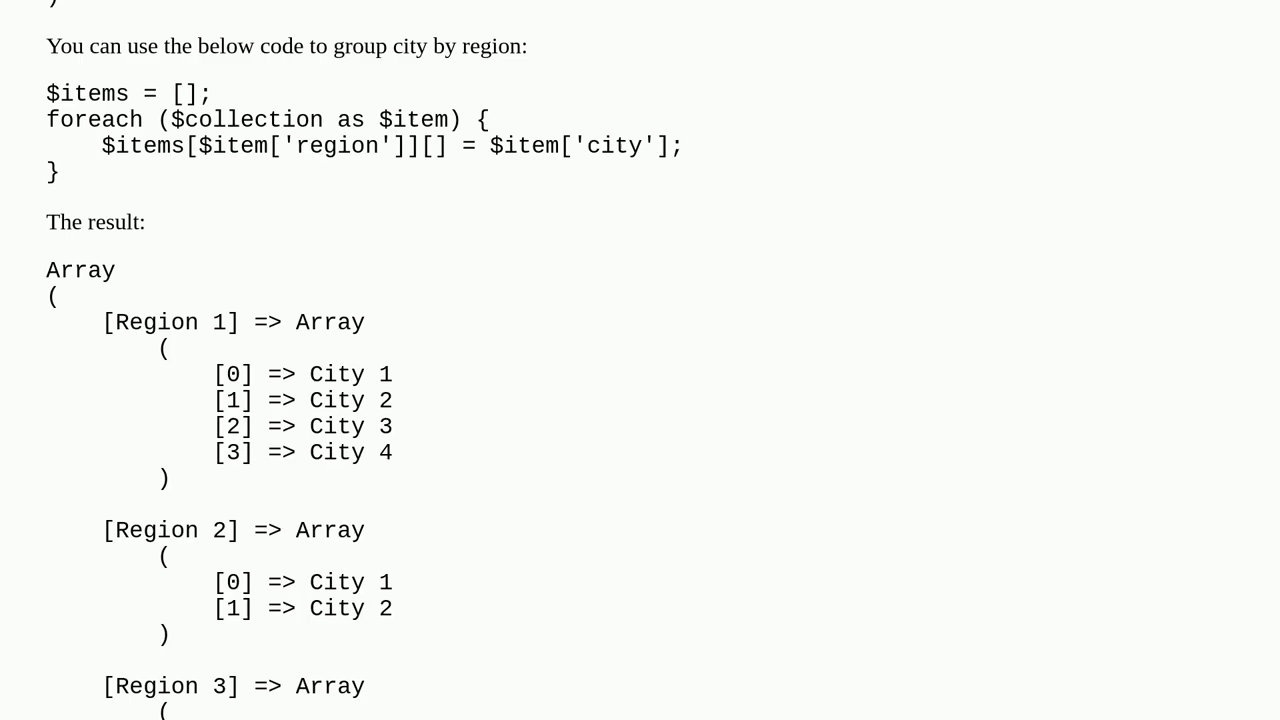 )
You can use the below code to group city by region:
$items = [];
foreach ($collection as $item) {
    $items[$item['region']][] = $item['city'];
}
The result:
Array
(
    [Region 1] => Array
        (
            [0] => City 1
            [1] => City 2
            [2] => City 3
            [3] => City 4
        )
    [Region 2] => Array
        (
            [0] => City 1
            [1] => City 2
        )
    [Region 3] => Array
        (